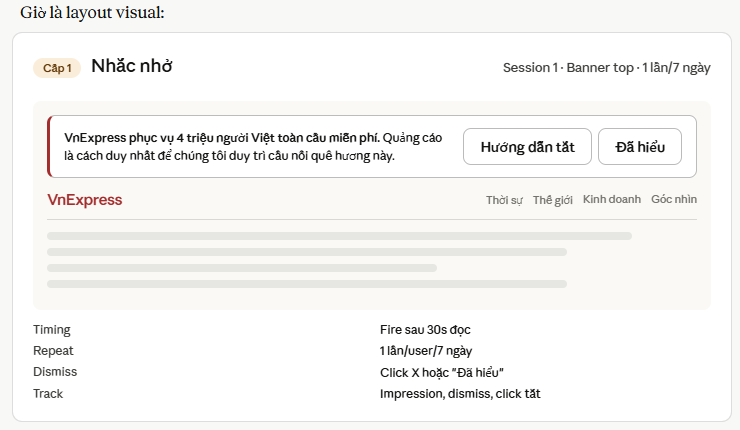 Giờ là layout visual:
Cấp 1 Nhắc nhở Session 1 · Banner top · 1 lần/7 ngày
VnExpress phục vụ 4 triệu người Việt toàn cầu miễn phí. Quảng cáo
là cách duy nhất để chúng tôi duy trì cầu nối quê hương này.
Hướng dẫn tắt Đã hiểu
VnExpress Thời sự Thế giới Kinh doanh Góc nhìn
Timing Fire sau 30s đọc
Repeat 1 lần/user/7 ngày
Dismiss Click X hoặc "Đã hiểu"
Track Impression, dismiss, click tắt